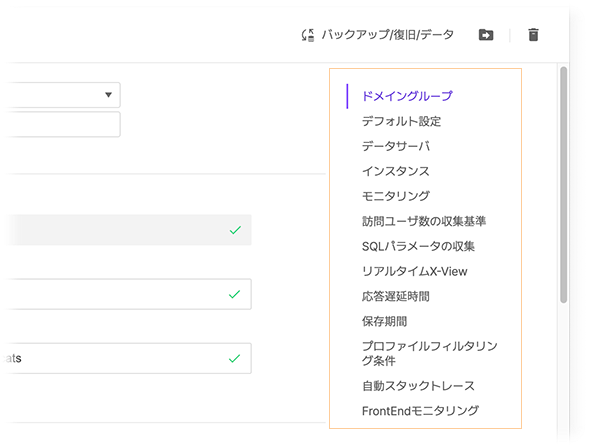 バックアップ/復旧/データ
ドメイングループ
デフォルト設定
データサーバ
インスタンス
モニタリング
訪問ユーザ数の収集基準
SQLパラメータの収集
リアルタイムX-View
応答遅延時間
保存期間
ats
プロファイルフィルタリン
グ条件
自動スタックトレース
FrontEndモニタリング